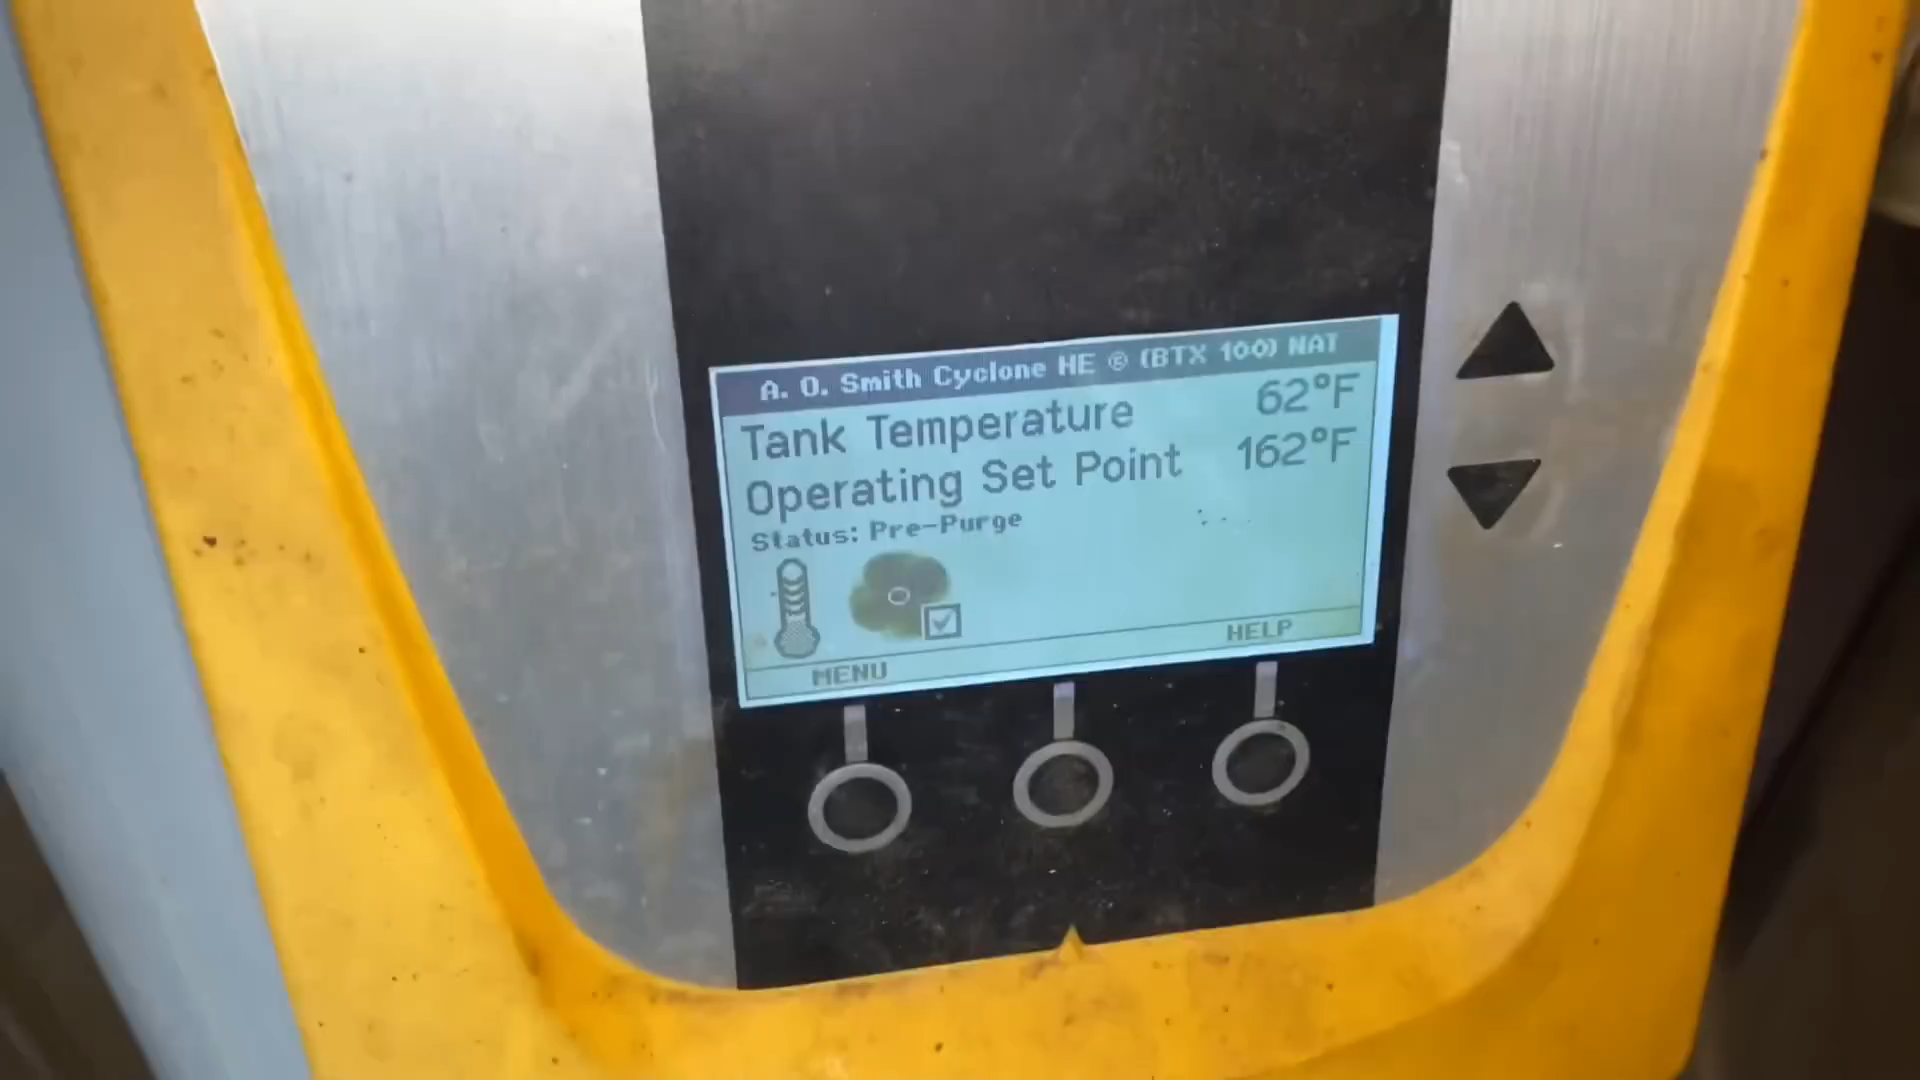 A. O. Smith Cyclone HE ® (BTX 100) NAT
Tank Temperature 62°F
Operating Set Point 162°F
Status: Pre-Purge
MENU HELP